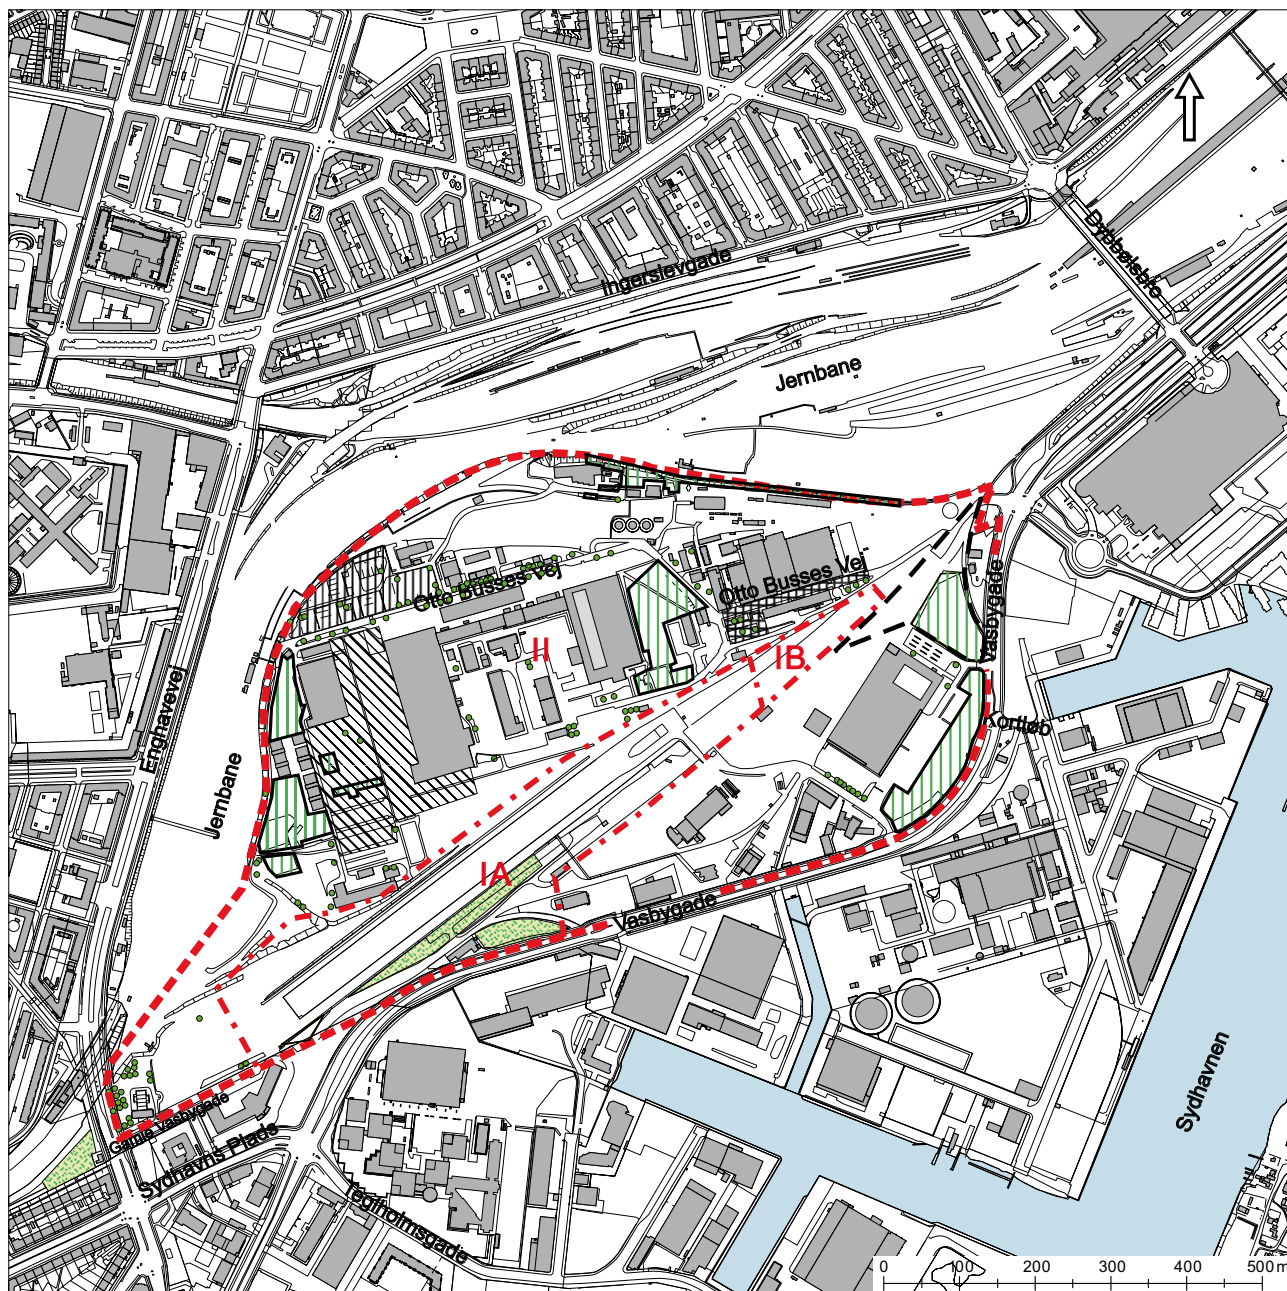 Dybbølsbro
Ingerslevgade
Jernbane
Otto Busses Vej
Otto Busses Vej
Vasbygade
II
IB
Enghavevej
Kortløb
Jernbane
IA
Vasbygade
Sydhavnen
Gamle Vasbygade
Sydhavns Plads
Teglholmsgade
0 100 200 300 400 500 m